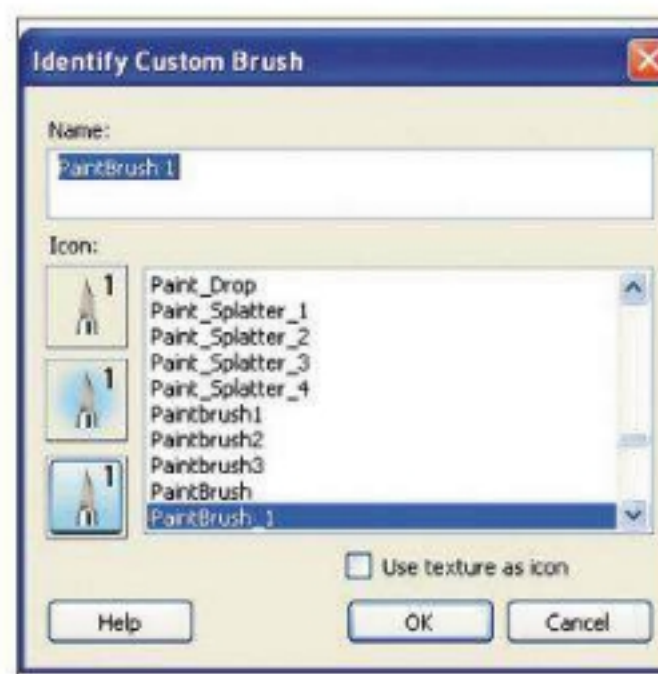 Identify Custom Brush
Name:
PaintBrush 1
Icon:
1
1
1
Paint_Drop
Paint_Splatter_1
Paint_Splatter_2
Paint_Splatter_3
Paint_Splatter_4
Paintbrush1
Paintbrush2
Paintbrush3
PaintBrush
PaintBrush_1
Use texture as icon
Help
OK
Cancel